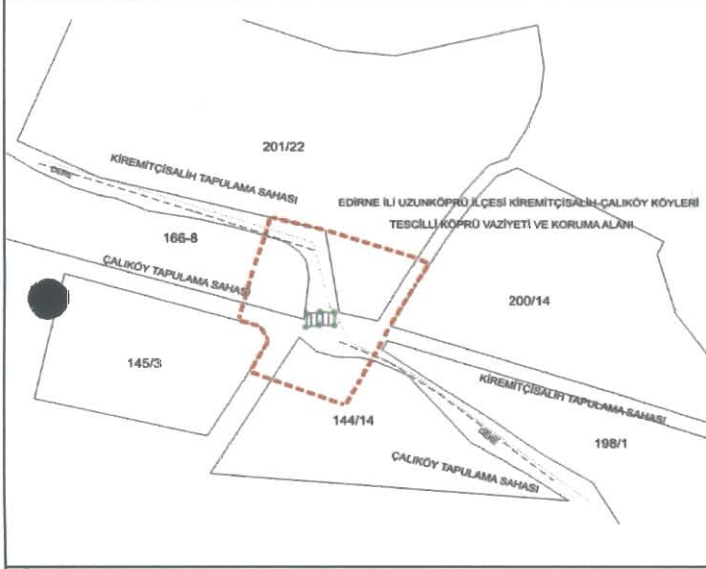 201/22
KİREMİTÇİSALİH TAPULAMA SAHASI
DERE
EDİRNE İLİ UZUNKÖPRÜ İLÇESİ KİREMİTÇİSALİH-ÇALIKÖY KÖYLERİ
TESCİLLİ KÖPRÜ VAZİYETİ VE KORUMA ALANI
166-8
ÇALIKÖY TAPULAMA SAHASI
200/14
145/3
KİREMİTÇİSALİH TAPULAMA SAHASI
144/14
DERE
198/1
ÇALIKÖY TAPULAMA SAHASI